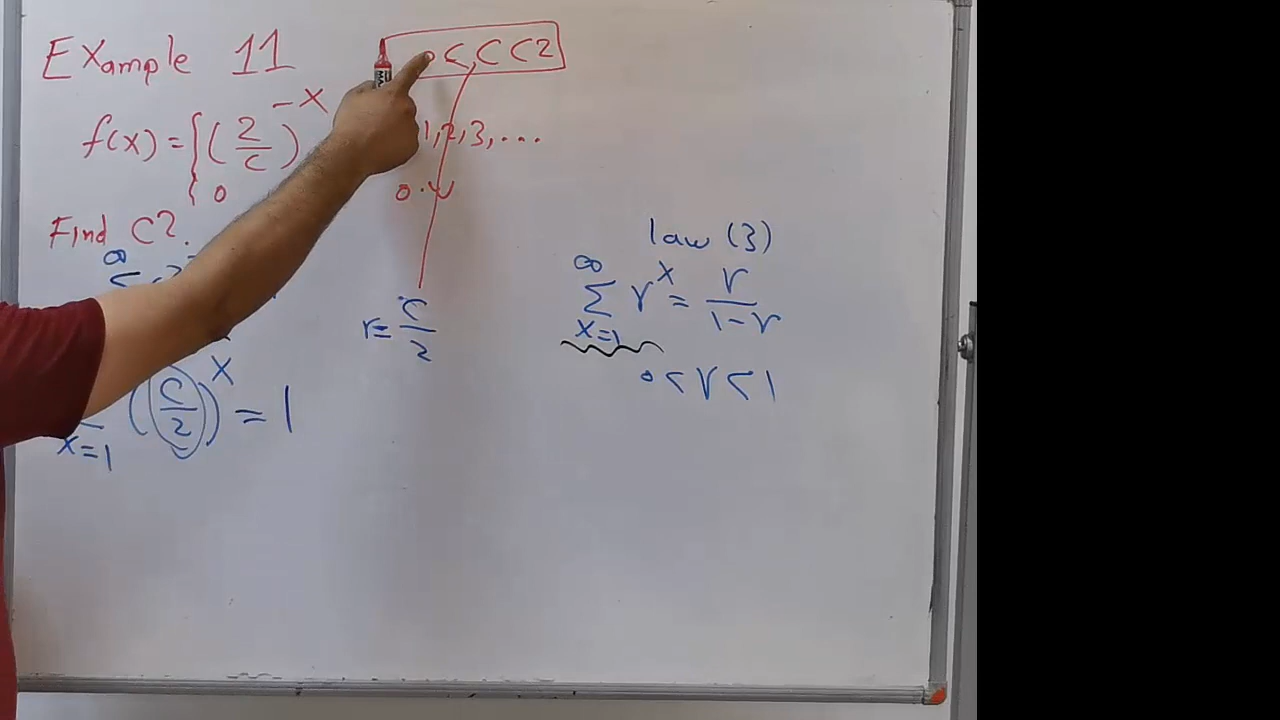 Example 11
0 < C < 2
f(x) = { (2/c)^-x 1, 2, 3, ...
{ 0 0.W
Find C?
∞
law (3)
∞
Σ r^x = r/(1-r)
x=1
r = c/2
0 < r < 1
(c/2)^x = 1
x=1